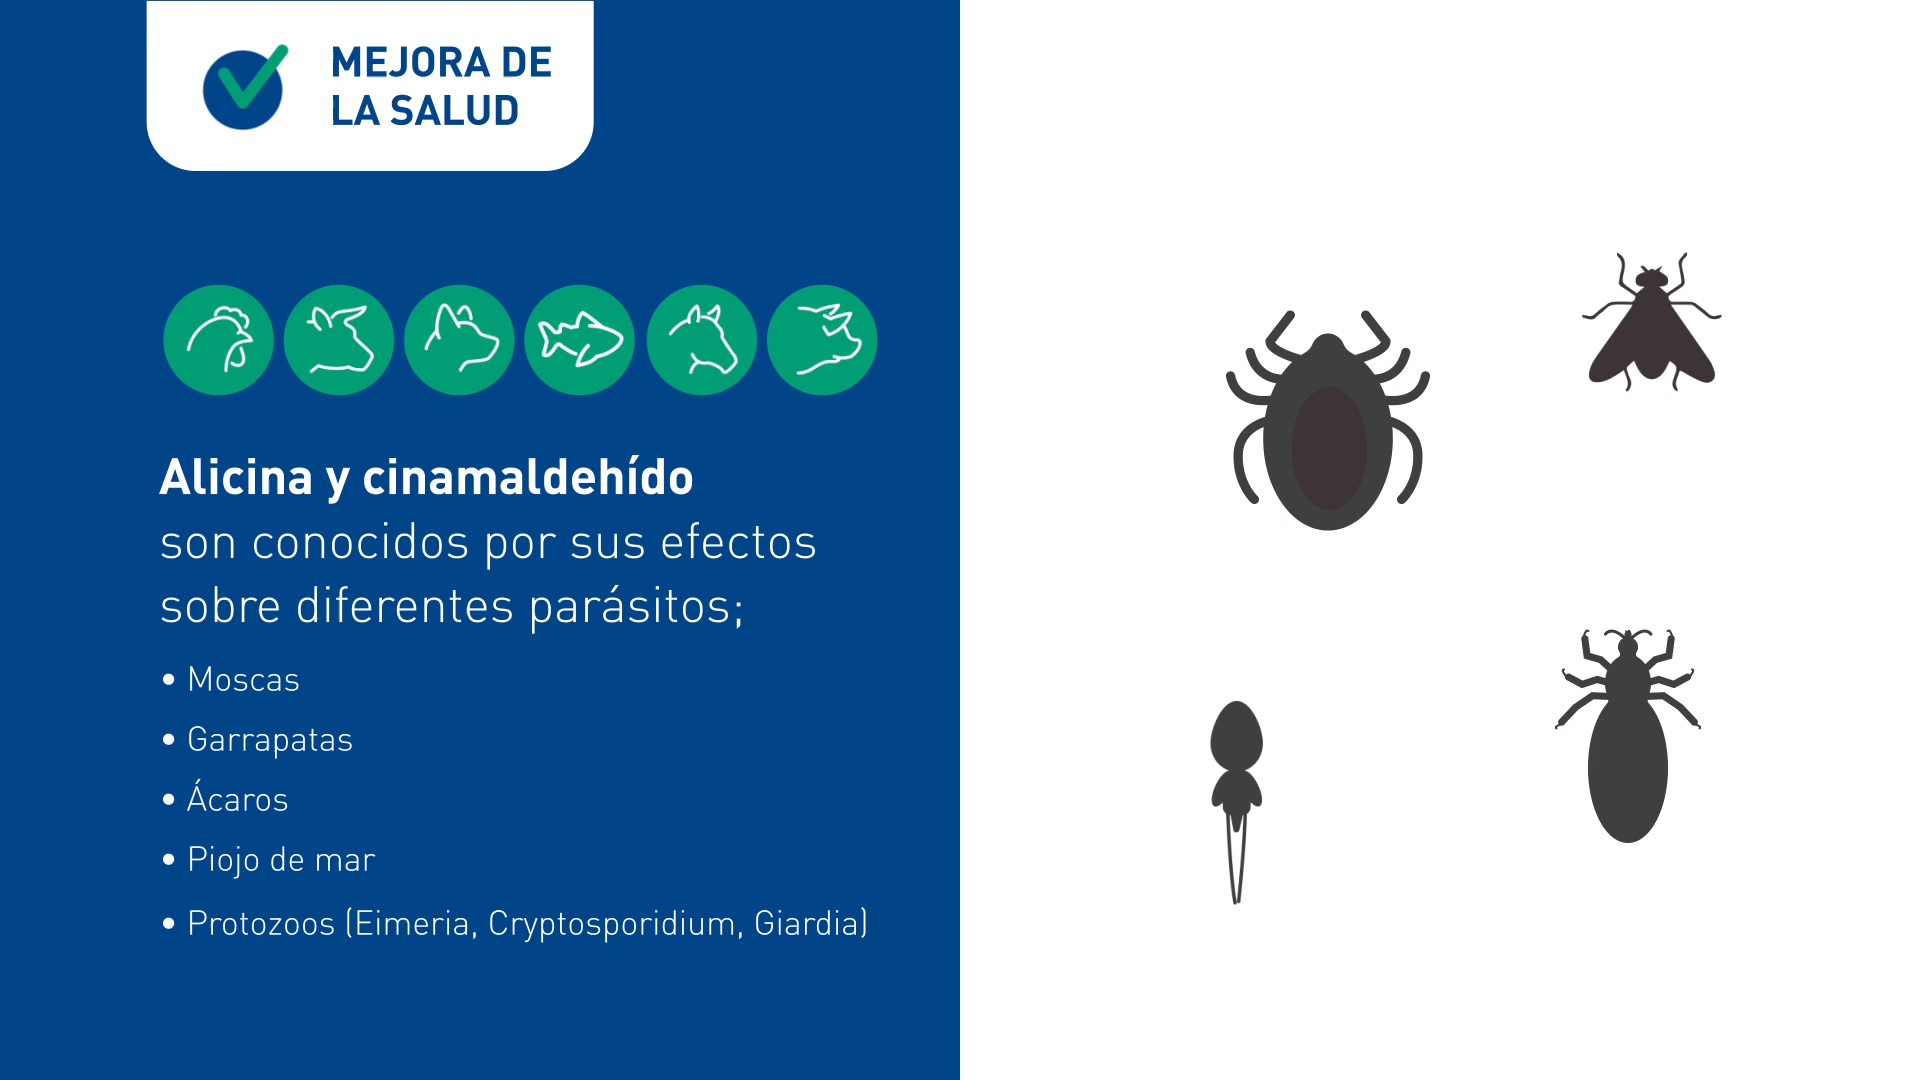 MEJORA DE
LA SALUD
Alicina y cinamaldehído
son conocidos por sus efectos
sobre diferentes parásitos;
• Moscas
• Garrapatas
• Ácaros
• Piojo de mar
• Protozoos (Eimeria, Cryptosporidium, Giardia)